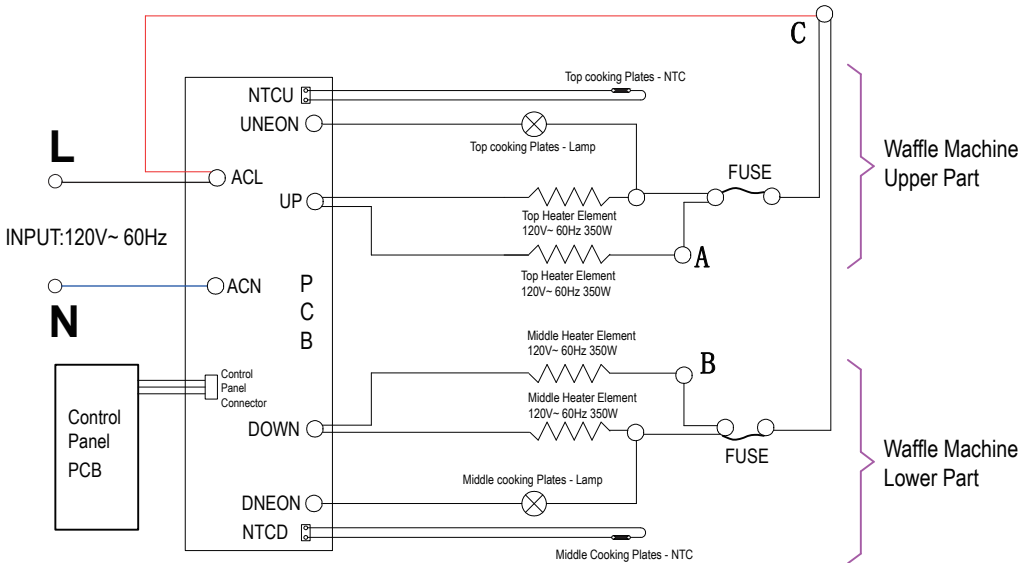 C
Top cooking Plates - NTC
NTCU
UNEON
Top cooking Plates - Lamp
L
ACL
FUSE
Waffle Machine
Upper Part
UP
Top Heater Element
120V~ 60Hz 350W
INPUT:120V~ 60Hz
A
Top Heater Element
120V~ 60Hz 350W
ACN
P
C
B
N
Middle Heater Element
120V~ 60Hz 350W
B
Control
Panel
Connector
Middle Heater Element
120V~ 60Hz 350W
Control
Panel
PCB
DOWN
FUSE
Waffle Machine
Lower Part
Middle cooking Plates - Lamp
DNEON
NTCD
Middle Cooking Plates - NTC